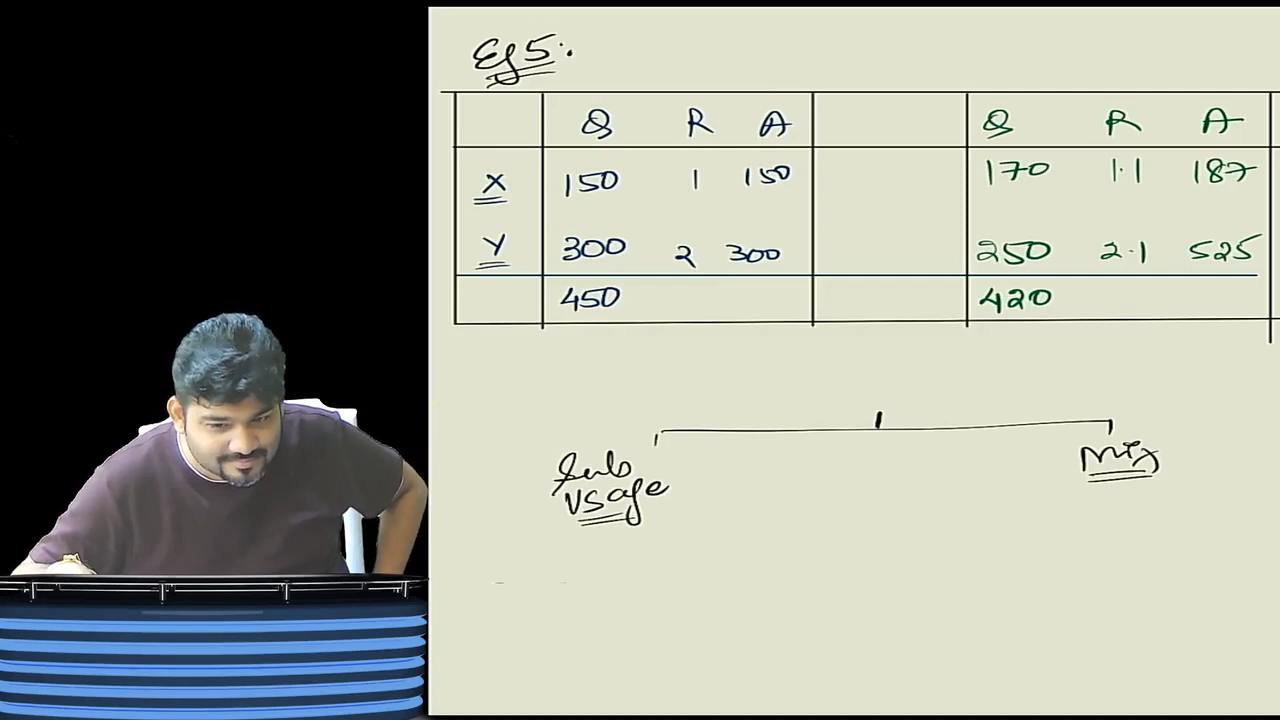 Eg 5:
Q R A Q R A
X 150 1 150 170 1.1 187
Y 300 2 300 250 2.1 525
450 420
Sub Mix
Usage